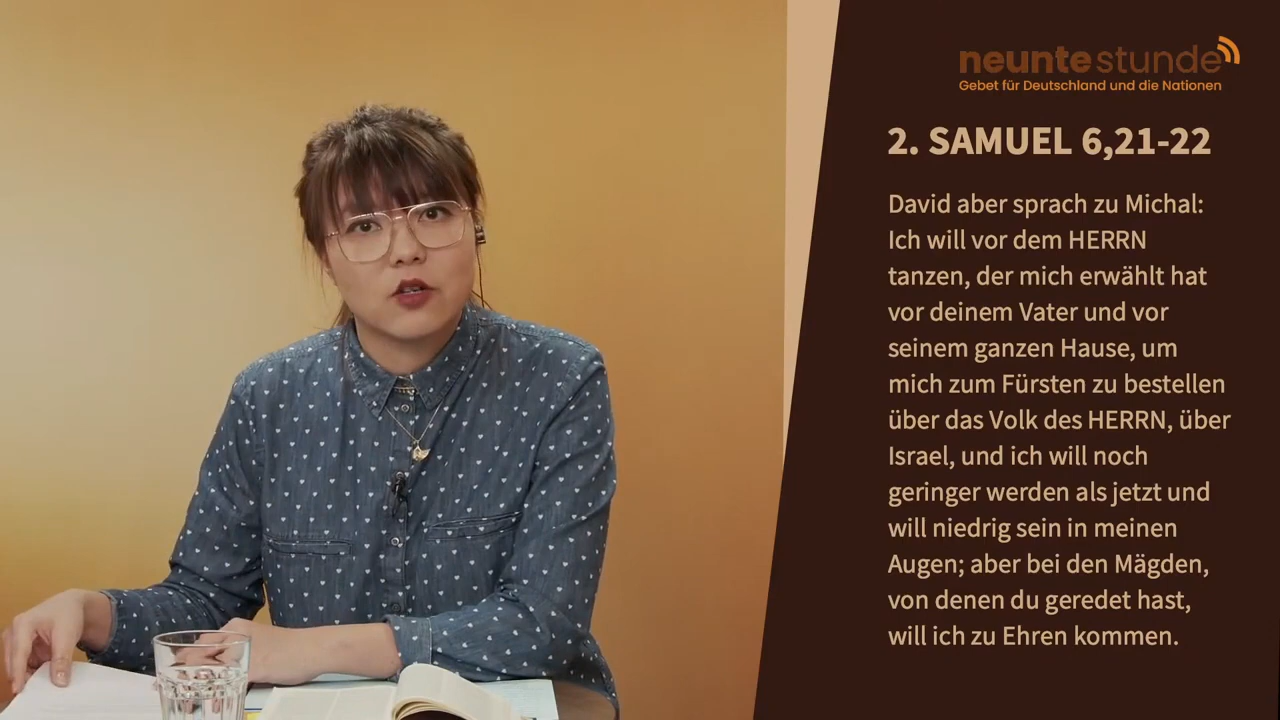 neunte stunde
Gebet für Deutschland und die Nationen
2. SAMUEL 6,21-22
David aber sprach zu Michal:
Ich will vor dem HERRN
tanzen, der mich erwählt hat
vor deinem Vater und vor
seinem ganzen Hause, um
mich zum Fürsten zu bestellen
über das Volk des HERRN, über
Israel, und ich will noch
geringer werden als jetzt und
will niedrig sein in meinen
Augen; aber bei den Mägden,
von denen du geredet hast,
will ich zu Ehren kommen.